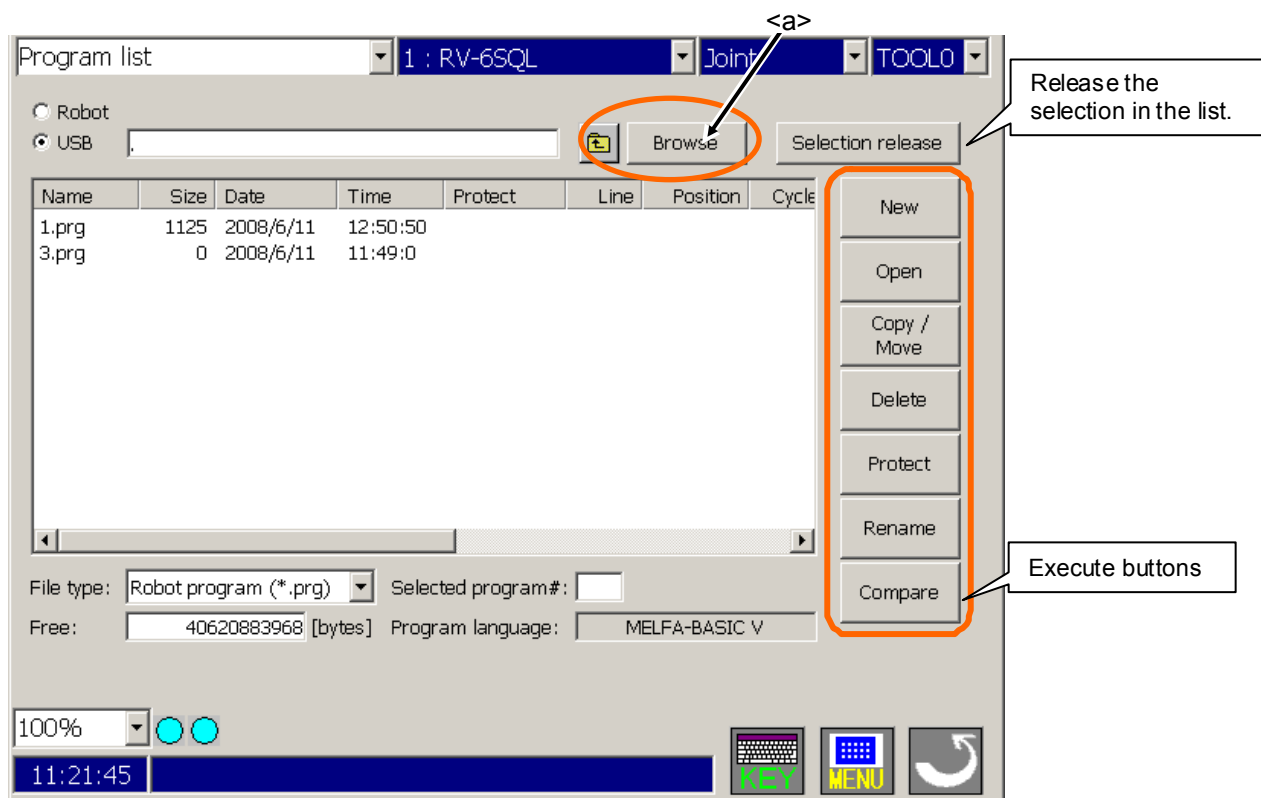 <a>
Program list
1 : RV-6SQL
Joint
TOOL0
Release the
selection in the list.
Robot
USB
.
Browse
Selection release
Name Size Date Time Protect Line Position Cycle
1.prg 1125 2008/6/11 12:50:50
3.prg 0 2008/6/11 11:49:0
New
Open
Copy /
Move
Delete
Protect
Rename
Compare
Execute buttons
File type: Robot program (*.prg) Selected program#:
Free: 40620883968 [bytes] Program language: MELFA-BASIC V
100%
11:21:45
KEY
MENU